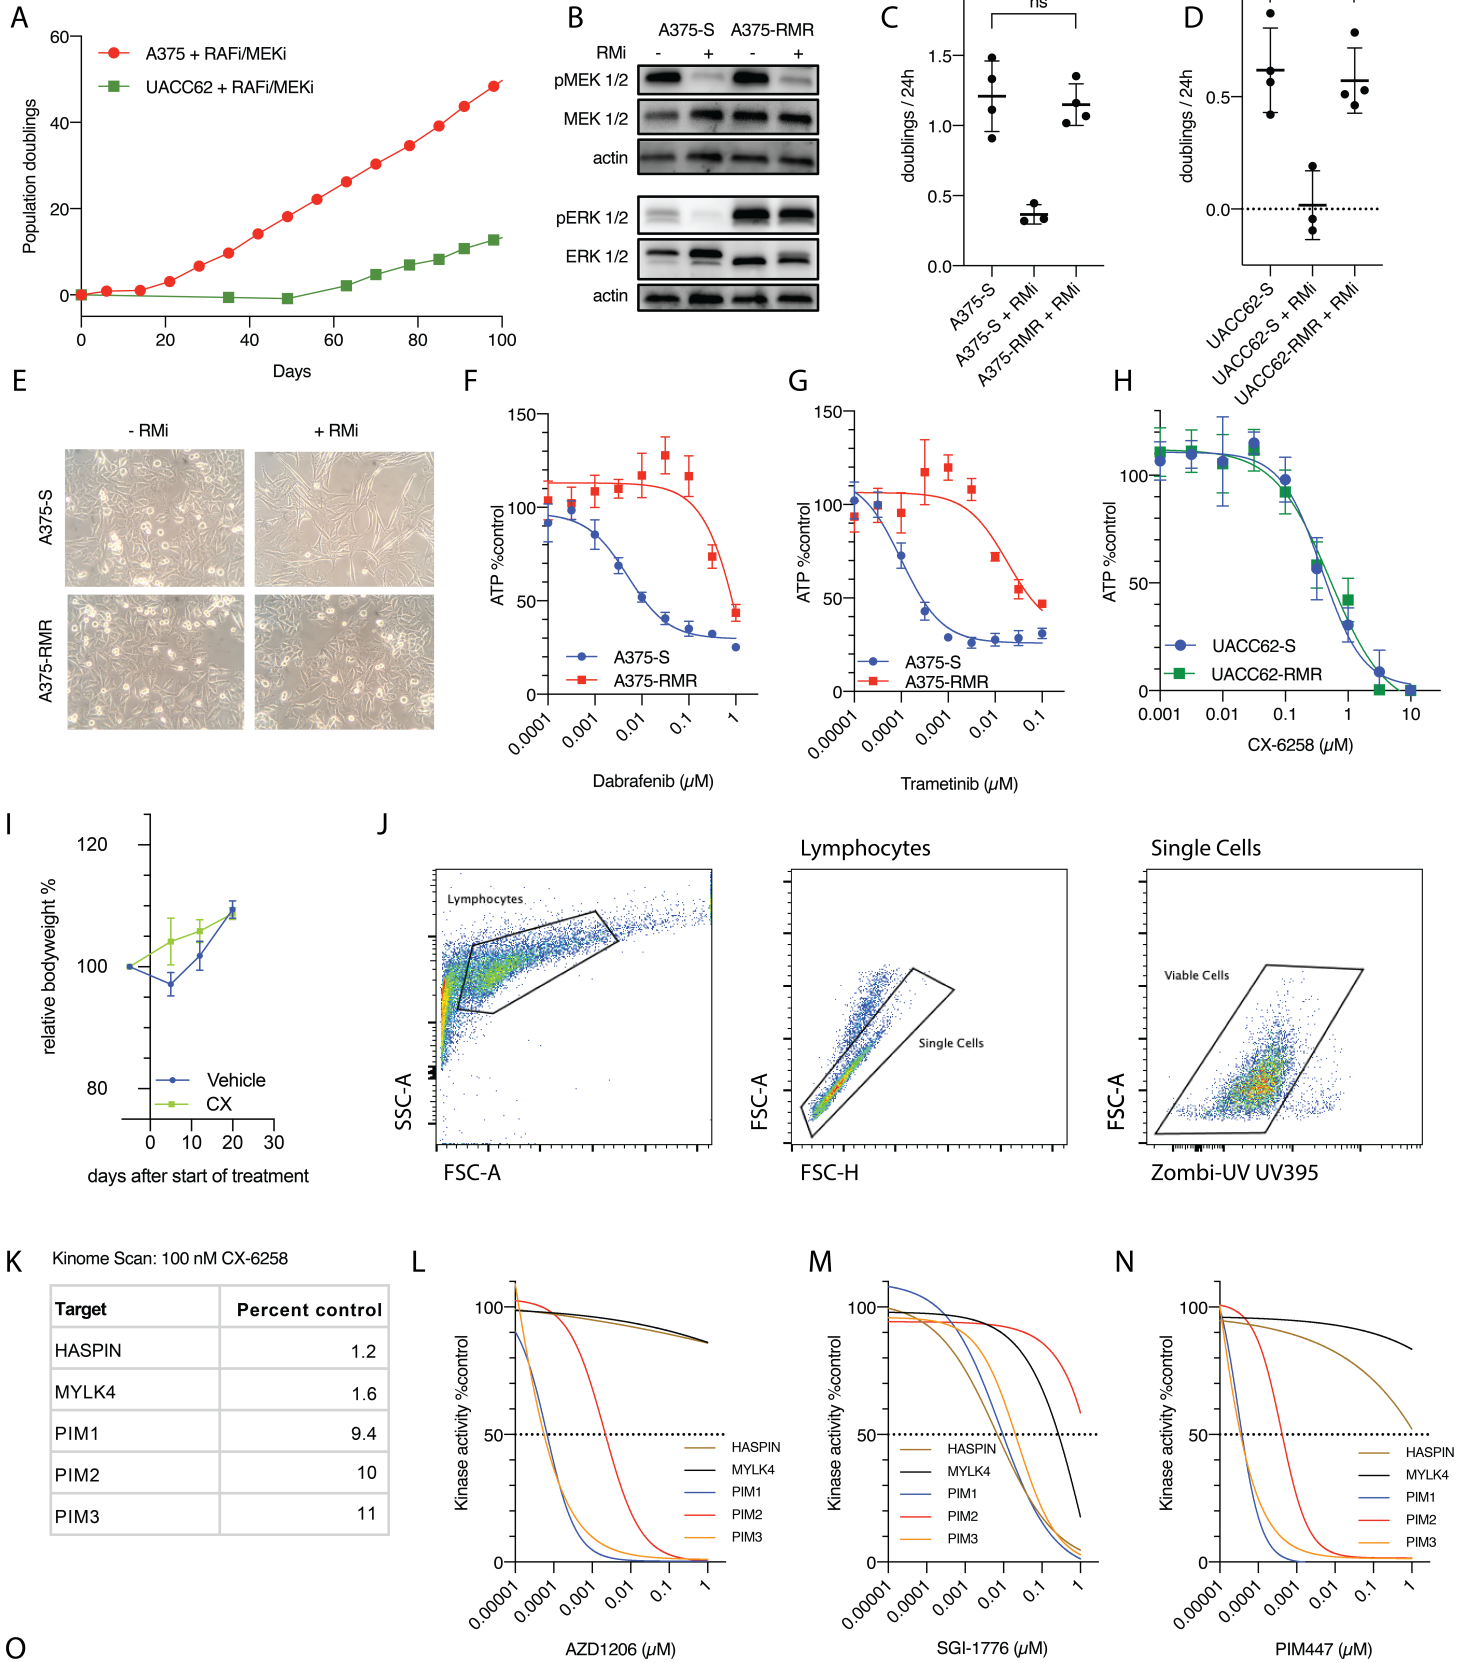 A
60
40
20
0
Population doublings
A375 + RAFi/MEKi
UACC62 + RAFi/MEKi
0 20 40 60 80 100
Days
B
A375-S A375-RMR
RMi - + - +
pMEK 1/2
MEK 1/2
actin
pERK 1/2
ERK 1/2
actin
C
ns
doublings / 24h
1.5
1.0
0.5
0.0
A375-S
A375-S + RMi
A375-RMR + RMi
D
doublings / 24h
0.5
0.0
UACC62-S
UACC62-S + RMi
UACC62-RMR + RMi
E
- RMi + RMi
A375-S
A375-RMR
F
ATP %control
150
100
50
0
A375-S
A375-RMR
0.0001 0.001 0.01 0.1 1
Dabrafenib (µM)
G
ATP %control
150
100
50
0
A375-S
A375-RMR
0.00001 0.0001 0.001 0.01 0.1
Trametinib (µM)
H
ATP %control
100
50
0
UACC62-S
UACC62-RMR
0.001 0.01 0.1 1 10
CX-6258 (µM)
I
relative bodyweight %
120
100
80
Vehicle
CX
0 10 20 30
days after start of treatment
J
Lymphocytes
SSC-A
FSC-A
Lymphocytes
Single Cells
FSC-A
FSC-H
Single Cells
Viable Cells
FSC-A
Zombi-UV UV395
K
Kinome Scan: 100 nM CX-6258
Target Percent control
HASPIN 1.2
MYLK4 1.6
PIM1 9.4
PIM2 10
PIM3 11
L
Kinase activity %control
100
50
0
HASPIN
MYLK4
PIM1
PIM2
PIM3
0.00001 0.0001 0.001 0.01 0.1 1
AZD1206 (µM)
M
Kinase activity %control
100
50
0
HASPIN
MYLK4
PIM1
PIM2
PIM3
0.00001 0.0001 0.001 0.01 0.1 1
SGI-1776 (µM)
N
Kinase activity %control
100
50
0
HASPIN
MYLK4
PIM1
PIM2
PIM3
0.00001 0.0001 0.001 0.01 0.1 1
PIM447 (µM)
O